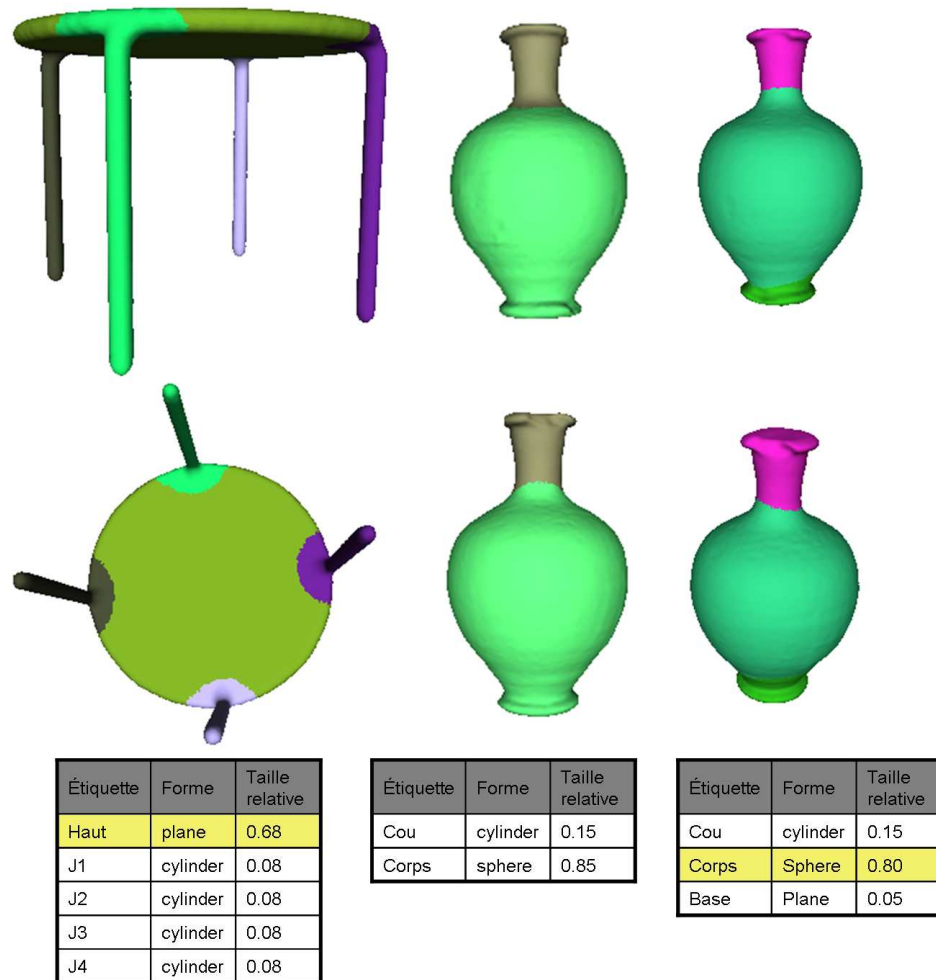 Étiquette Forme Taille relative
Haut plane 0.68
J1 cylinder 0.08
J2 cylinder 0.08
J3 cylinder 0.08
J4 cylinder 0.08
Étiquette Forme Taille relative
Cou cylinder 0.15
Corps sphere 0.85
Étiquette Forme Taille relative
Cou cylinder 0.15
Corps Sphere 0.80
Base Plane 0.05